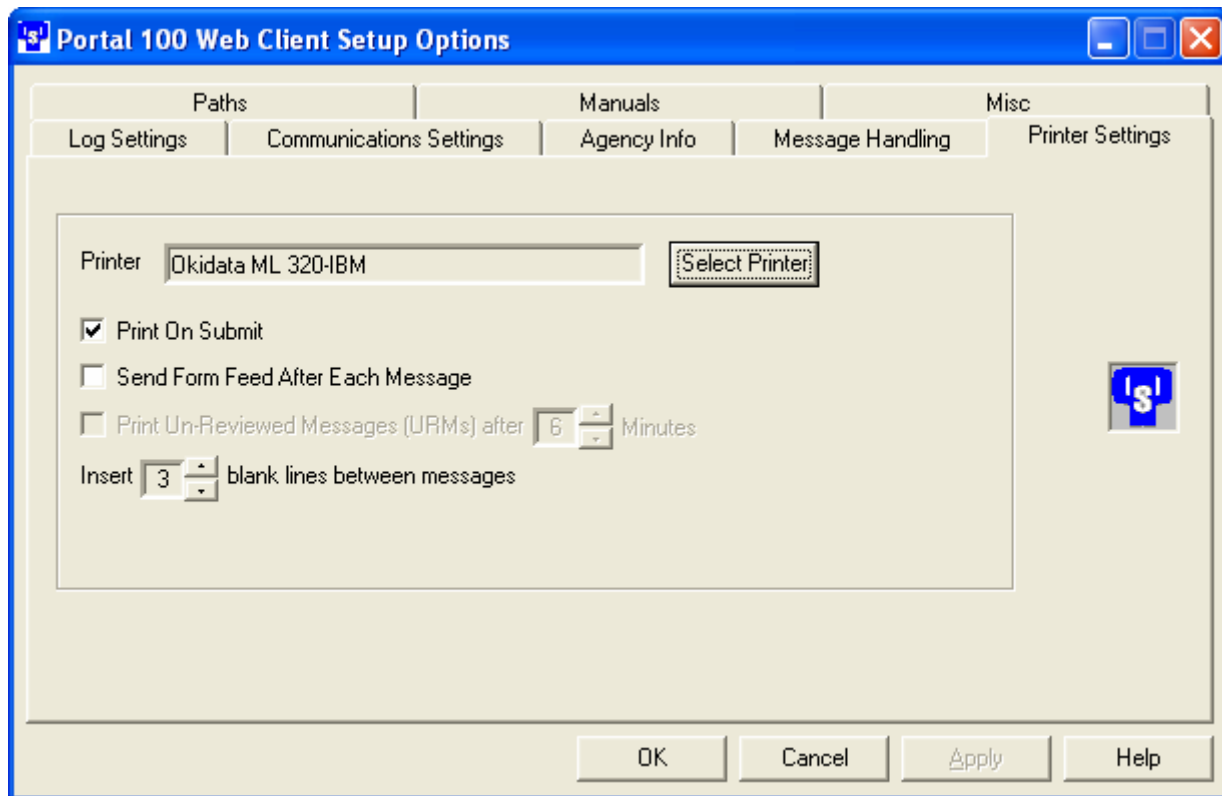 Portal 100 Web Client Setup Options
Paths Manuals Misc
Log Settings Communications Settings Agency Info Message Handling Printer Settings
Printer Okidata ML 320-IBM Select Printer
Print On Submit
Send Form Feed After Each Message
Print Un-Reviewed Messages (URMs) after 6 Minutes
Insert 3 blank lines between messages
OK Cancel Apply Help